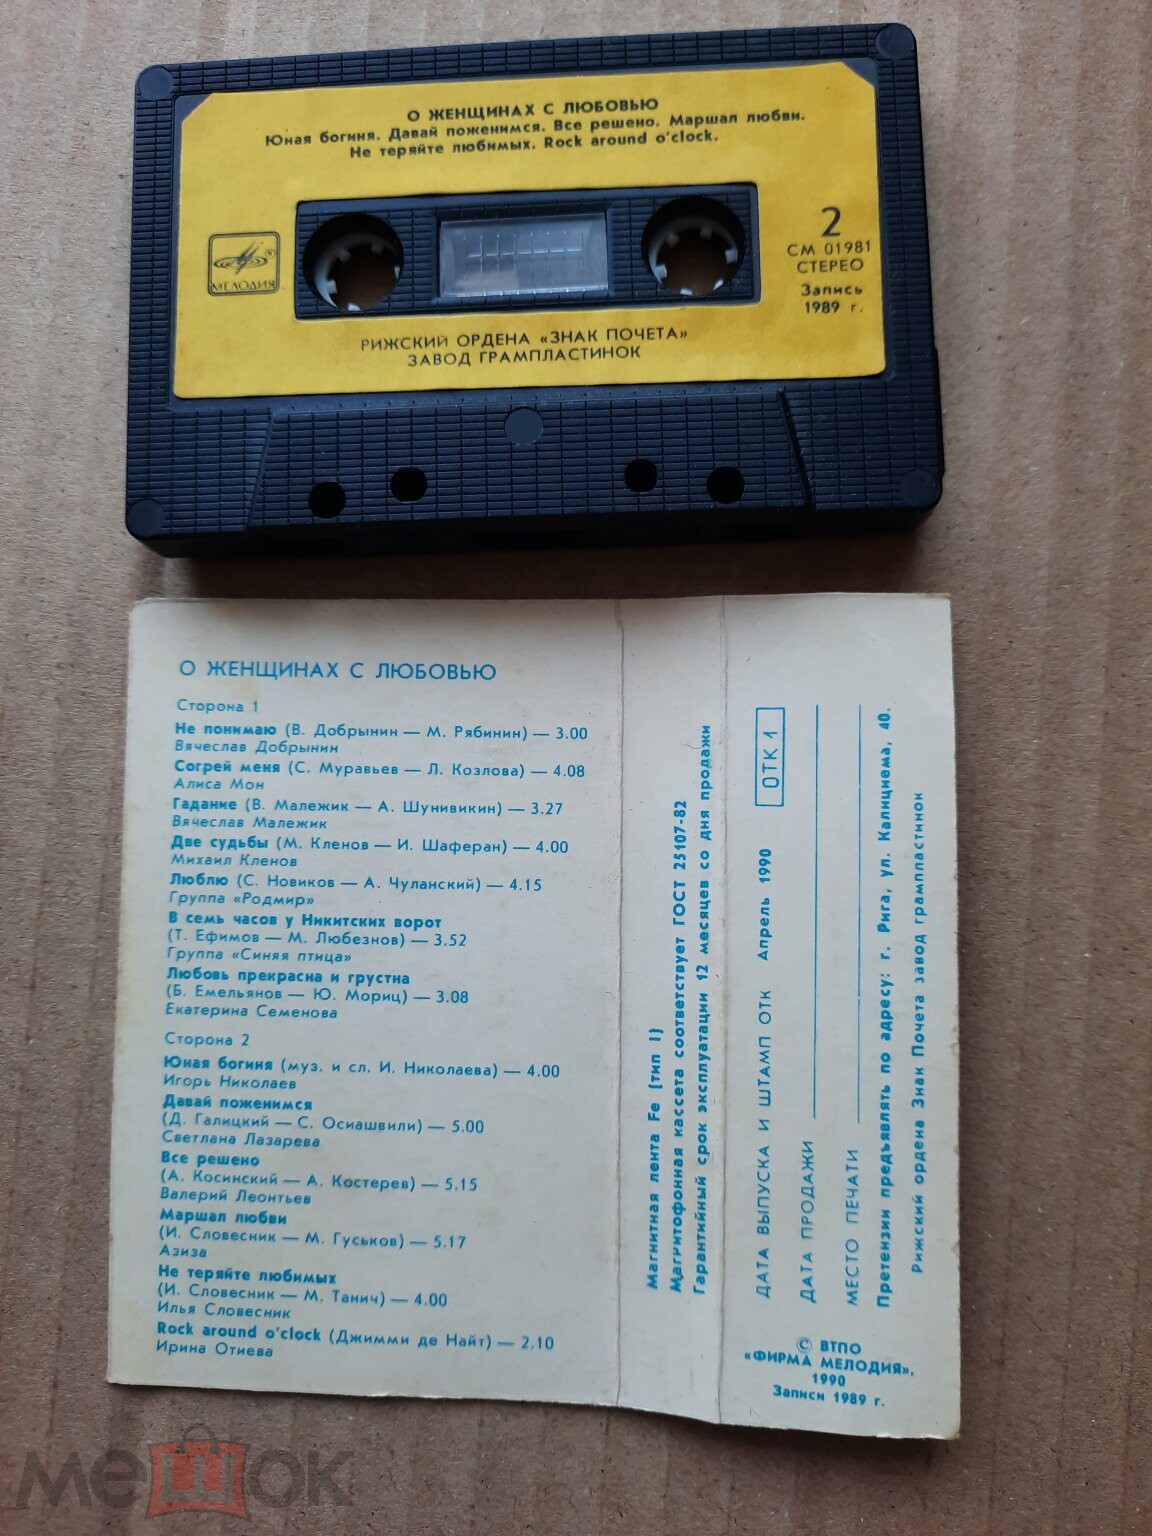 О ЖЕНЩИНАХ С ЛЮБОВЬЮ
Юная богиня. Давай поженимся. Все решено. Маршал любви.
Не теряйте любимых. Rock around o'clock.
МЕЛОДИЯ
2
СМ 01981
СТЕРЕО
Запись
1989 г.
РИЖСКИЙ ОРДЕНА «ЗНАК ПОЧЕТА»
ЗАВОД ГРАМПЛАСТИНОК
О ЖЕНЩИНАХ С ЛЮБОВЬЮ
Сторона 1
Не понимаю (В. Добрынин — М. Рябинин) — 3.00
Вячеслав Добрынин
Согрей меня (С. Муравьев — Л. Козлова) — 4.08
Алиса Мон
Гадание (В. Малежик — А. Шунивикин) — 3.27
Вячеслав Малежик
Две судьбы (М. Кленов — И. Шаферан) — 4.00
Михаил Кленов
Люблю (С. Новиков — А. Чуланский) — 4.15
Группа «Родмир»
В семь часов у Никитских ворот
(Т. Ефимов — М. Любезнов) — 3.52
Группа «Синяя птица»
Любовь прекрасна и грустна
(Б. Емельянов — Ю. Мориц) — 3.08
Екатерина Семенова
Сторона 2
Юная богиня (муз. и сл. И. Николаева) — 4.00
Игорь Николаев
Давай поженимся
(Д. Галицкий — С. Осиашвили) — 5.00
Светлана Лазарева
Все решено
(А. Косинский — А. Костерев) — 5.15
Валерий Леонтьев
Маршал любви
(И. Словесник — М. Гуськов) — 5.17
Азиза
Не теряйте любимых
(И. Словесник — М. Танич) — 4.00
Илья Словесник
Rock around o'clock (Джимми де Найт) — 2.10
Ирина Отиева
Магнитная лента Fe (тип I)
Магнитофонная кассета соответствует ГОСТ 25107-82
Гарантийный срок эксплуатации 12 месяцев со дня продажи
ДАТА ВЫПУСКА И ШТАМП ОТК Апрель 1990 ОТК 1
ДАТА ПРОДАЖИ
МЕСТО ПЕЧАТИ
Претензии предъявлять по адресу: г. Рига, ул. Калнциема, 40.
Рижский ордена Знак Почета завод грампластинок
© ВТПО
«ФИРМА МЕЛОДИЯ»,
1990
Записи 1989 г.
мешок